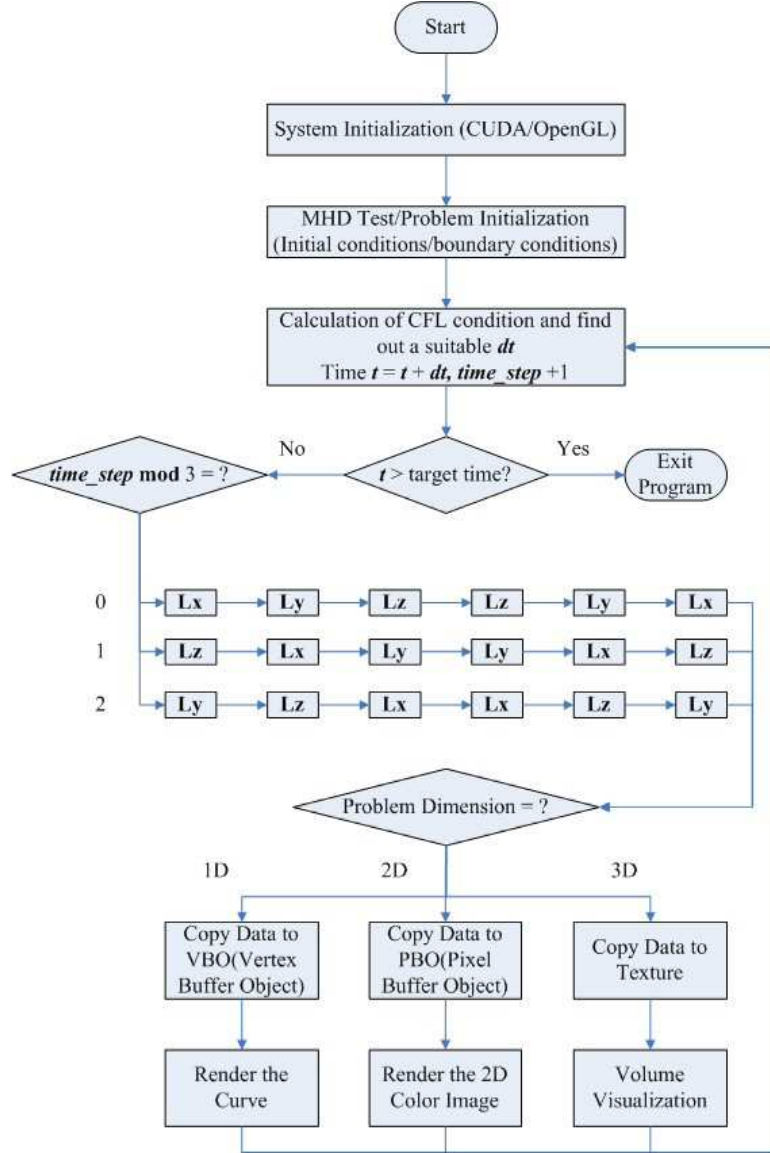 Start
System Initialization (CUDA/OpenGL)
MHD Test/Problem Initialization
(Initial conditions/boundary conditions)
Calculation of CFL condition and find
out a suitable dt
Time t = t + dt, time_step +1
No
Yes
time_step mod 3 = ?
t > target time?
Exit
Program
0
Lx
Ly
Lz
Lz
Ly
Lx
1
Lz
Lx
Ly
Ly
Lx
Lz
2
Ly
Lz
Lx
Lx
Lz
Ly
Problem Dimension = ?
1D
2D
3D
Copy Data to
VBO(Vertex
Buffer Object)
Copy Data to
PBO(Pixel
Buffer Object)
Copy Data to
Texture
Render the
Curve
Render the 2D
Color Image
Volume
Visualization